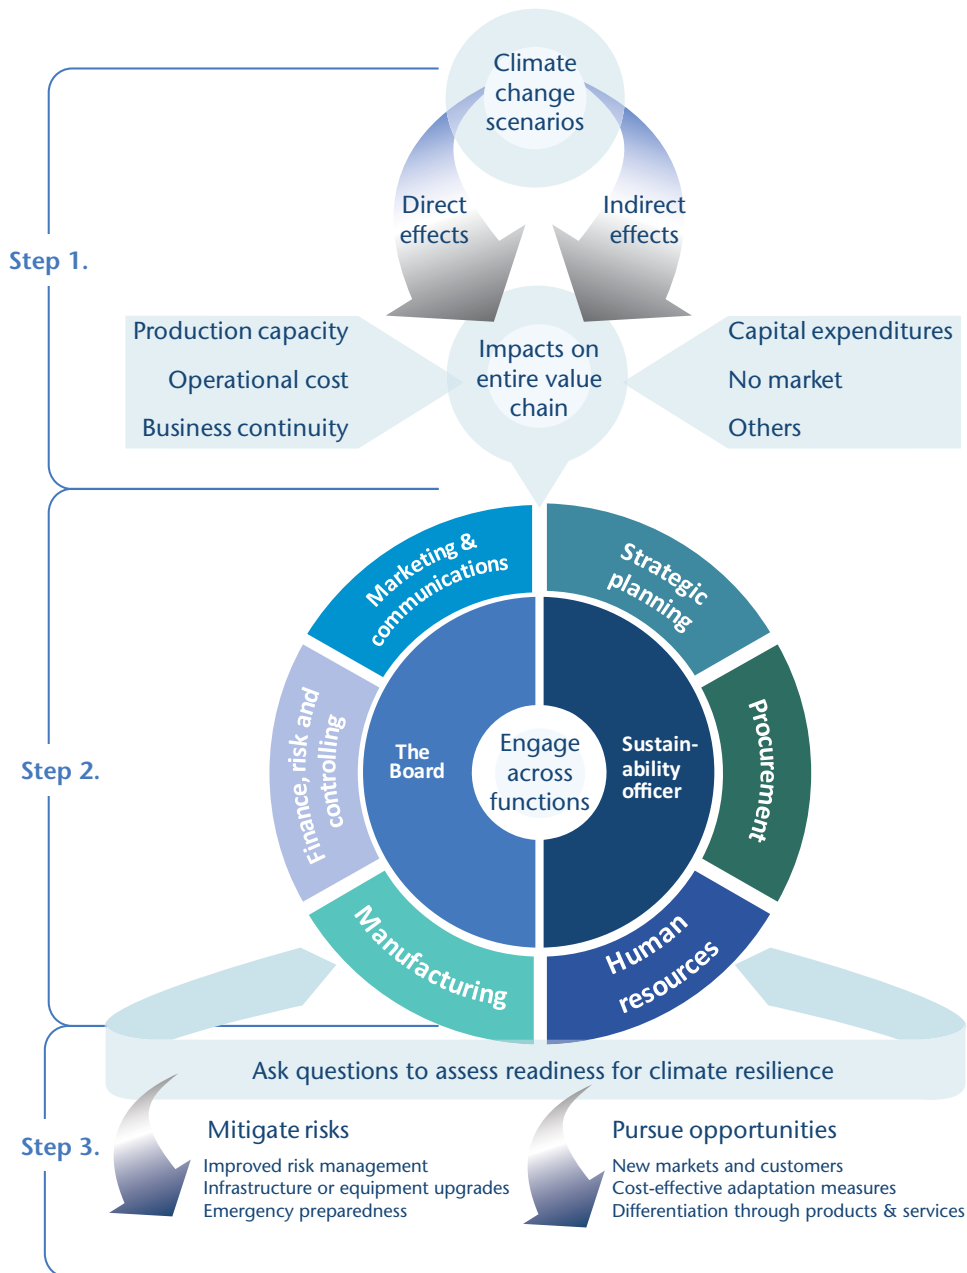 Climate
change
scenarios
Direct
effects
Indirect
effects
Step 1.
Production capacity
Operational cost
Business continuity
Impacts on
entire value
chain
Capital expenditures
No market
Others
Marketing &
communications
Strategic
planning
Finance, risk and
controlling
Procurement
The
Board
Engage
across
functions
Sustain-
ability
officer
Step 2.
Manufacturing
Human
resources
Ask questions to assess readiness for climate resilience
Step 3.
Mitigate risks
Improved risk management
Infrastructure or equipment upgrades
Emergency preparedness
Pursue opportunities
New markets and customers
Cost-effective adaptation measures
Differentiation through products & services